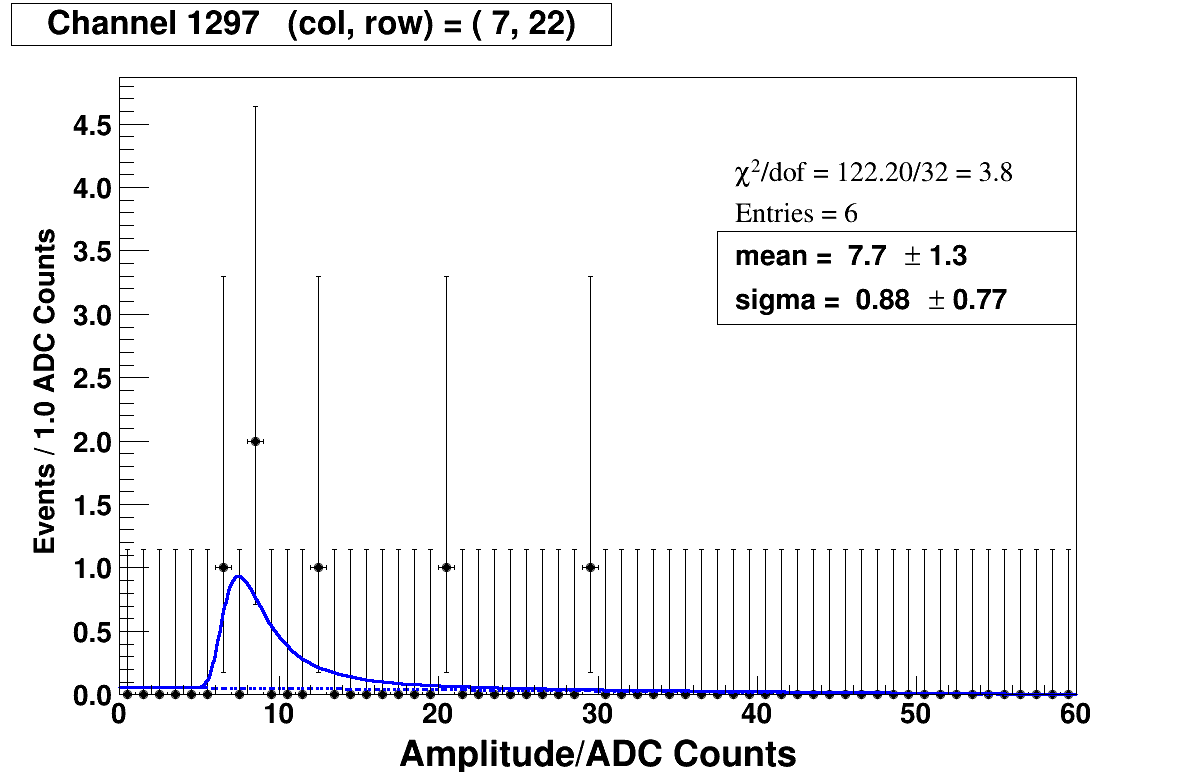 Channel 1297 (col, row) = ( 7, 22)
4.5
4.0
3.5
3.0
2.5
2.0
1.5
1.0
0.5
0.0
Events / 1.0 ADC Counts
χ²/dof = 122.20/32 = 3.8
Entries = 6
mean = 7.7 ± 1.3
sigma = 0.88 ± 0.77
0 10 20 30 40 50 60
Amplitude/ADC Counts